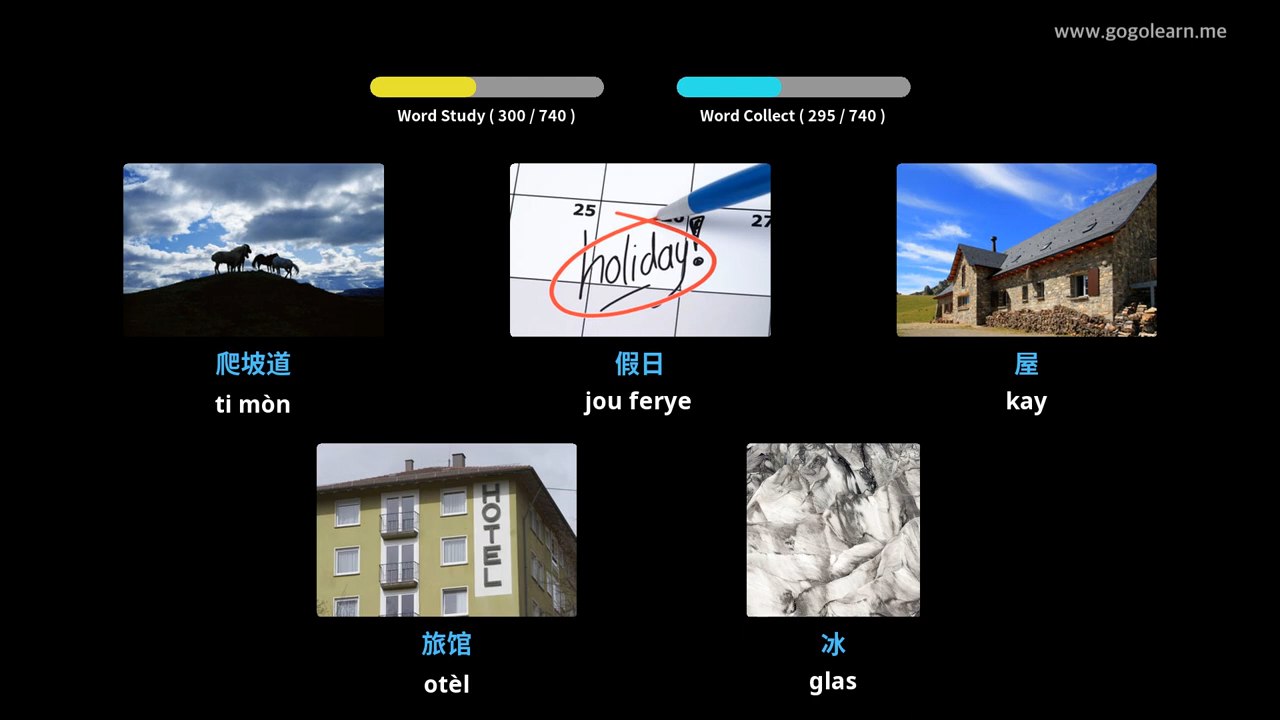 www.gogolearn.me
Word Study ( 300 / 740 )
Word Collect ( 295 / 740 )
25
27
holiday!
爬坡道
ti mòn
假日
jou ferye
屋
kay
HOTEL
旅馆
otèl
冰
glas